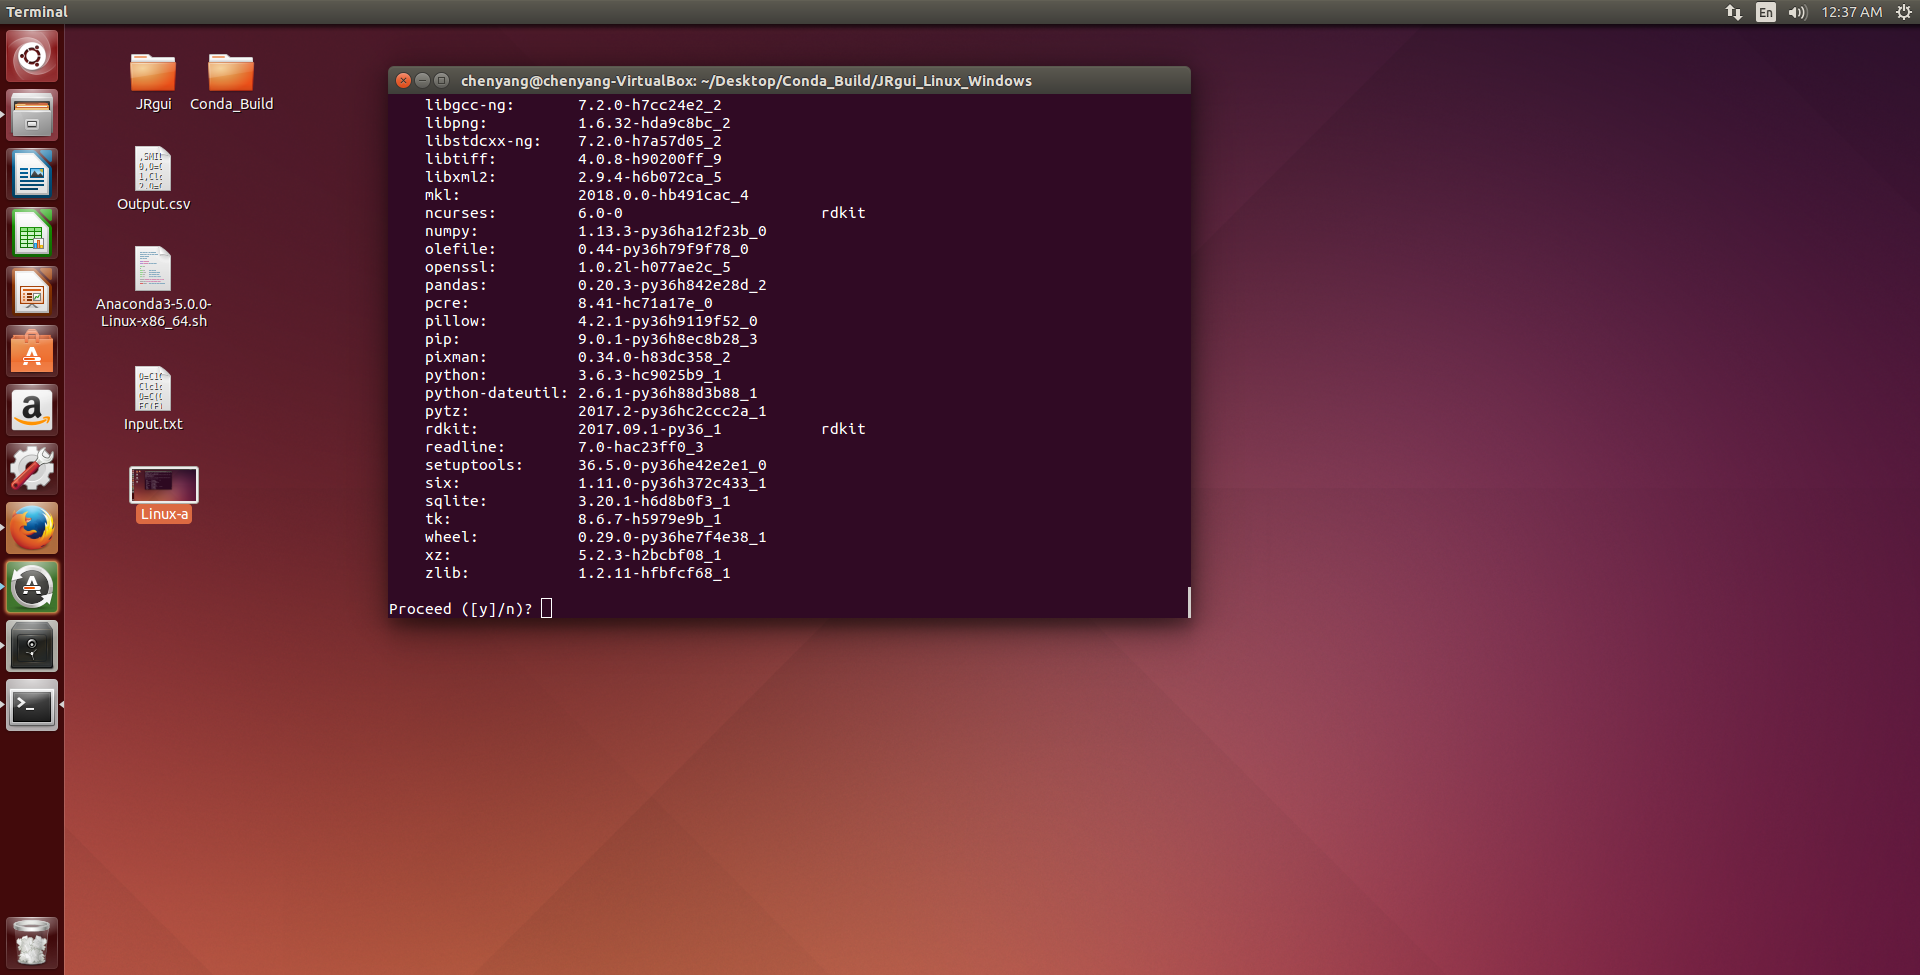 Terminal
En
12:37 AM
JRgui
Conda_Build
Output.csv
Anaconda3-5.0.0-
Linux-x86_64.sh
Input.txt
Linux-a
chenyang@chenyang-VirtualBox: ~/Desktop/Conda_Build/JRgui_Linux_Windows
libgcc-ng: 7.2.0-h7cc24e2_2
libpng: 1.6.32-hda9c8bc_2
libstdcxx-ng: 7.2.0-h7a57d05_2
libtiff: 4.0.8-h90200ff_9
libxml2: 2.9.4-h6b072ca_5
mkl: 2018.0.0-hb491cac_4
ncurses: 6.0-0 rdkit
numpy: 1.13.3-py36ha12f23b_0
olefile: 0.44-py36h79f9f78_0
openssl: 1.0.2l-h077ae2c_5
pandas: 0.20.3-py36h842e28d_2
pcre: 8.41-hc71a17e_0
pillow: 4.2.1-py36h9119f52_0
pip: 9.0.1-py36h8ec8b28_3
pixman: 0.34.0-h83dc358_2
python: 3.6.3-hc9025b9_1
python-dateutil: 2.6.1-py36h88d3b88_1
pytz: 2017.2-py36hc2ccc2a_1
rdkit: 2017.09.1-py36_1 rdkit
readline: 7.0-hac23ff0_3
setuptools: 36.5.0-py36he42e2e1_0
six: 1.11.0-py36h372c433_1
sqlite: 3.20.1-h6d8b0f3_1
tk: 8.6.7-h5979e9b_1
wheel: 0.29.0-py36he7f4e38_1
xz: 5.2.3-h2bcbf08_1
zlib: 1.2.11-hfbfcf68_1
Proceed ([y]/n)?